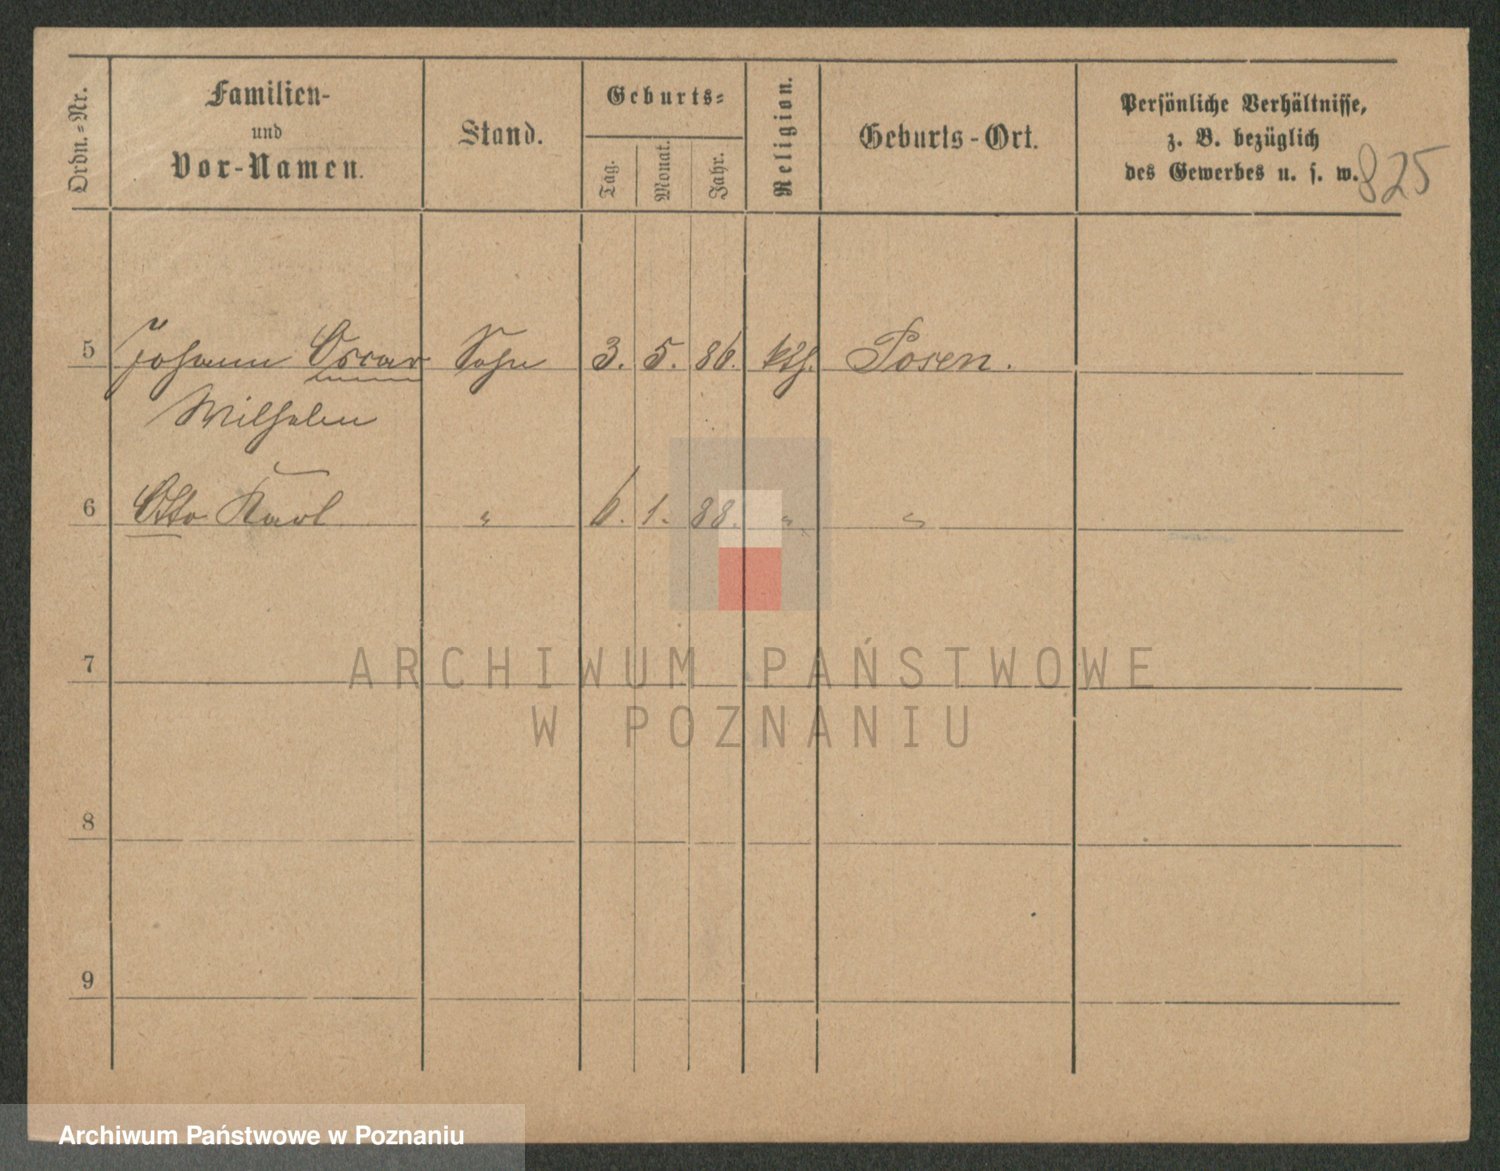 Ordn.-Nr.
Familien-
und
Vor-Namen.
Stand.
Geburts-
Tag.
Monat.
Jahr.
Religion.
Geburts-Ort.
Persönliche Verhältnisse,
z. B. bezüglich
des Gewerbes u. s. w.
825
5 Johann Oscar Sohn 3. 5. 86. kth. Posen.
Wilhelm
6 Otto Karl " 6. 1. 88. " "
7
ARCHIWUM PAŃSTWOWE
W POZNANIU
8
9
Archiwum Państwowe w Poznaniu